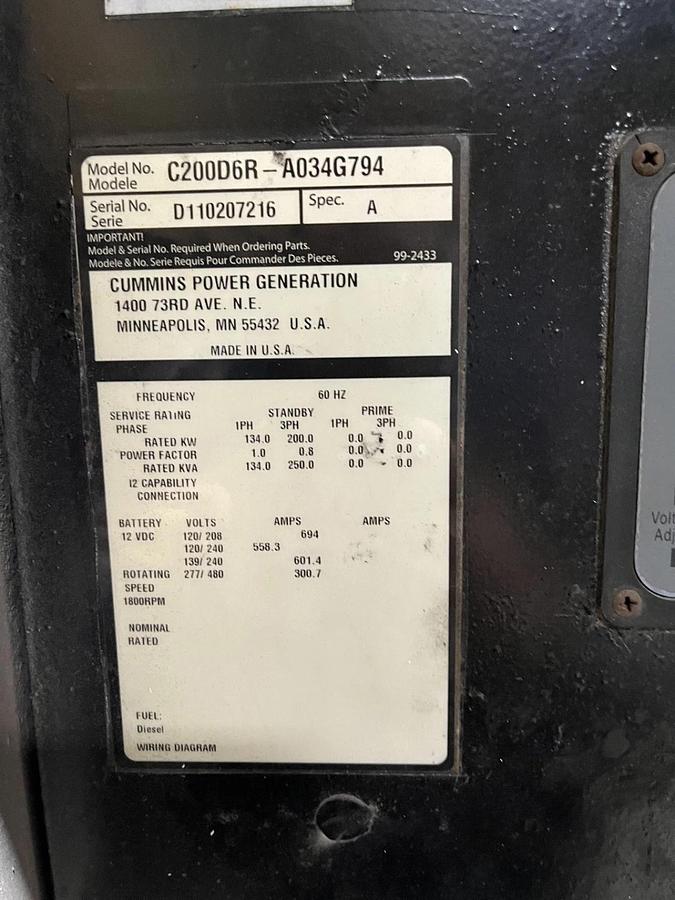 Model No. C200D6R-A034G794
Modele
Serial No. D110207216 Spec. A
Serie
IMPORTANT!
Model & Serial No. Required When Ordering Parts.
Modele & No. Serie Requis Pour Commander Des Pieces. 99-2433
CUMMINS POWER GENERATION
1400 73RD AVE. N.E.
MINNEAPOLIS, MN 55432 U.S.A.
MADE IN U.S.A.
FREQUENCY 60 HZ
SERVICE RATING STANDBY PRIME
PHASE 1PH 3PH 1PH 3PH
RATED KW 134.0 200.0 0.0 0.0
POWER FACTOR 1.0 0.8 0.0 0.0
RATED KVA 134.0 250.0 0.0 0.0
I2 CAPABILITY
CONNECTION
BATTERY VOLTS AMPS AMPS
12 VDC 120/ 208 694
120/ 240 558.3
139/ 240 601.4
ROTATING 277/ 480 300.7
SPEED
1800RPM
NOMINAL
RATED
FUEL:
Diesel
WIRING DIAGRAM
Volt
Adj